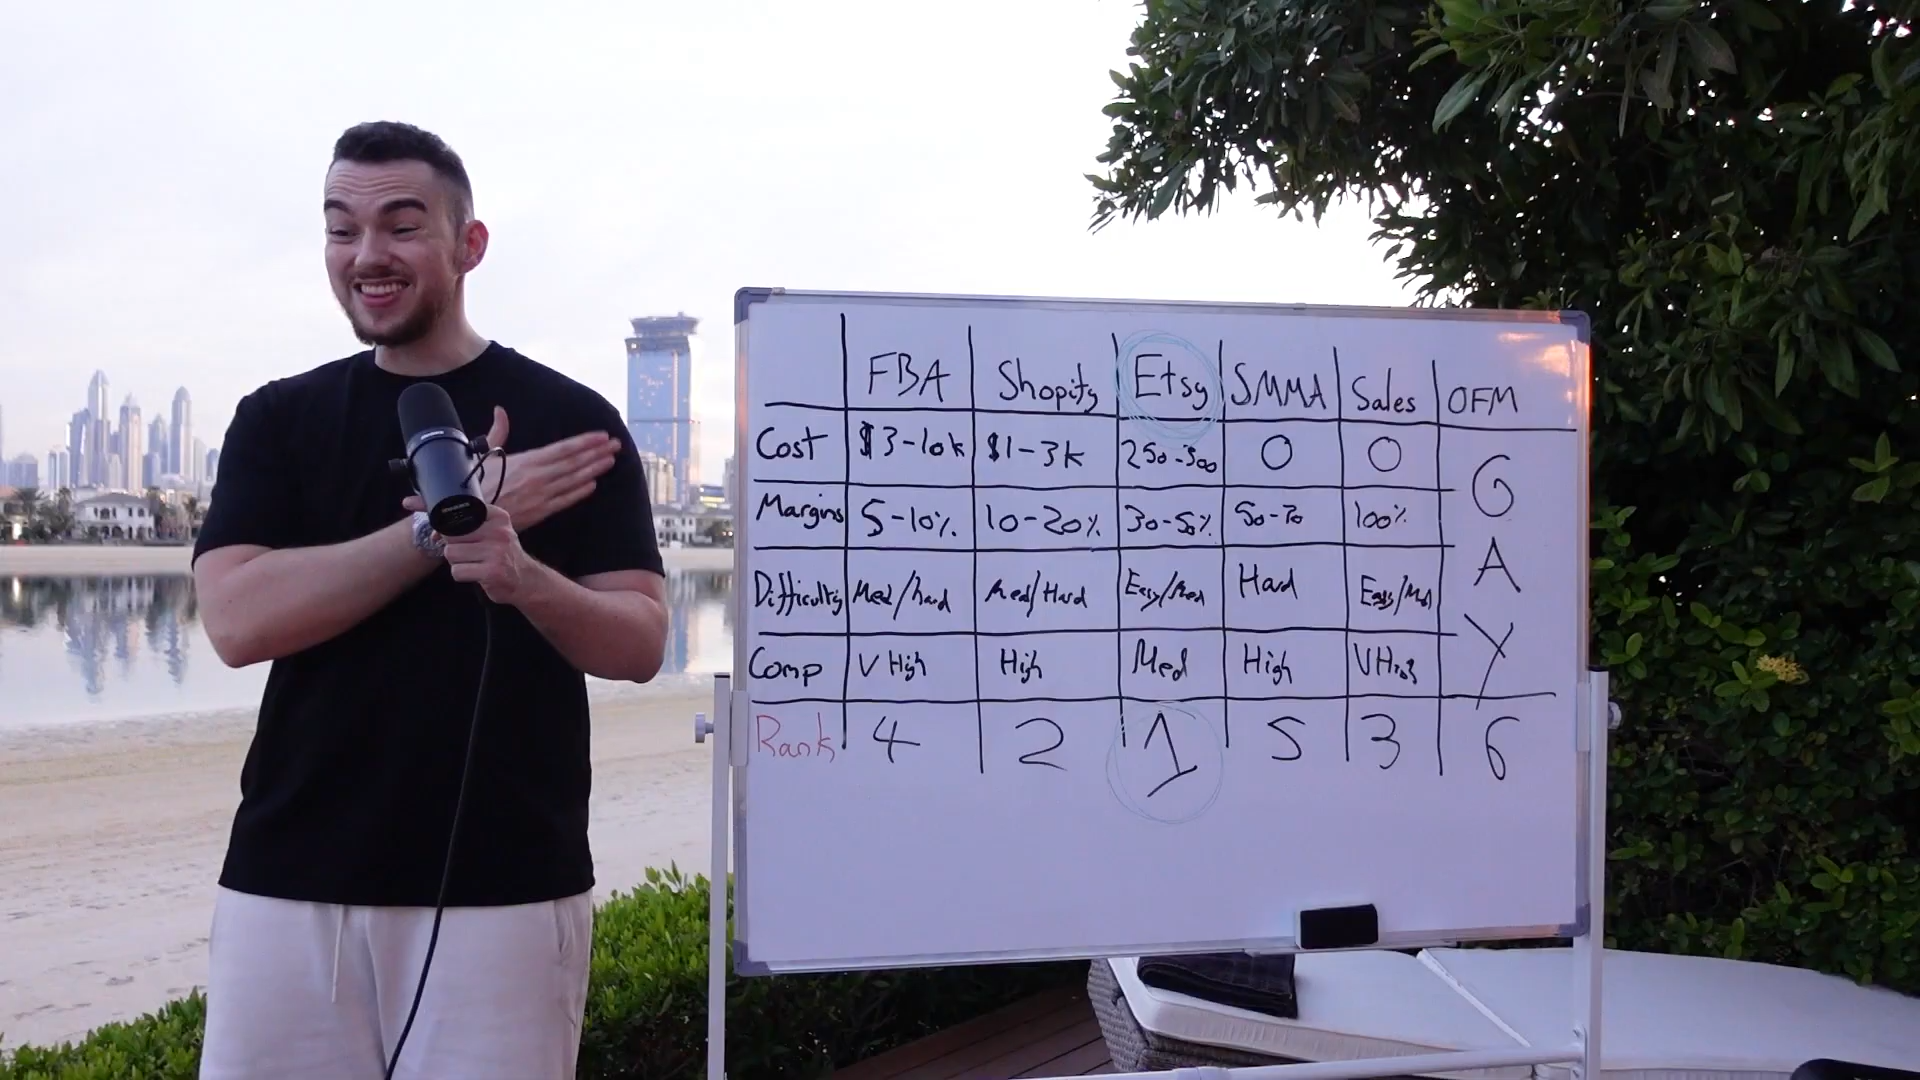 FBA Shopify Etsy SMMA Sales OFM
Cost $3-10k $1-3k 250-300 0 0
Margins 5-10% 10-20% 30-50% 50-70 100%
Difficulty Med/hard Med/Hard Easy/Med Hard Easy/Med
Comp V High High Med High V High
G
A
Y
Rank 4 2 1 5 3 6